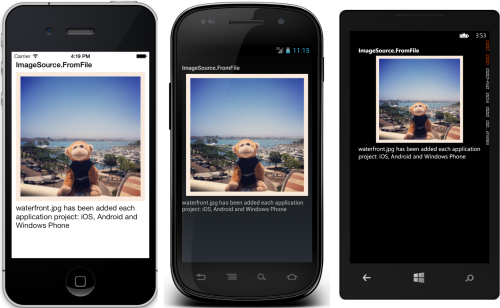 Carrier 4:19 PM
ImageSource.FromFile
waterfront.jpg has been added each
application project: iOS, Android and
Windows Phone
11:15
ImageSource.FromFile
waterfront.jpg has been added each application
project: iOS, Android and Windows Phone
3:53
ImageSource.FromFile
waterfront.jpg has been added each application
project: iOS, Android and Windows Phone